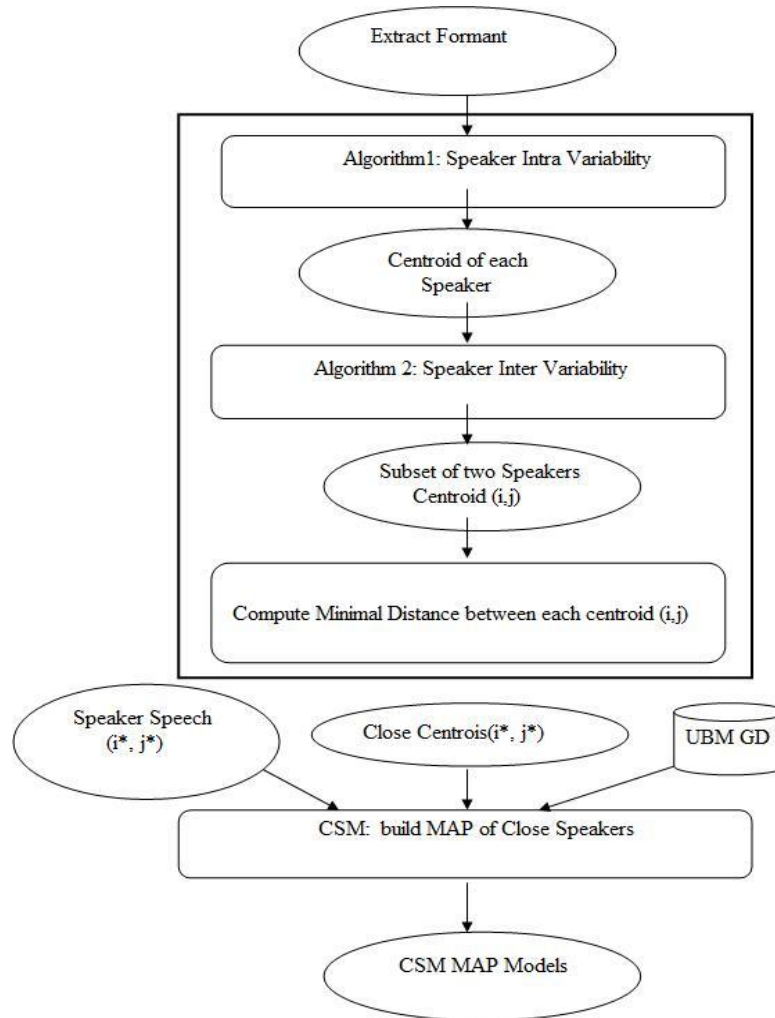 Extract Formant
Algorithm1: Speaker Intra Variability
Centroid of each
Speaker
Algorithm 2: Speaker Inter Variability
Subset of two Speakers
Centroid (i,j)
Compute Minimal Distance between each centroid (i,j)
Speaker Speech
(i*, j*)
Close Centrois(i*, j*)
UBM GD
CSM: build MAP of Close Speakers
CSM MAP Models